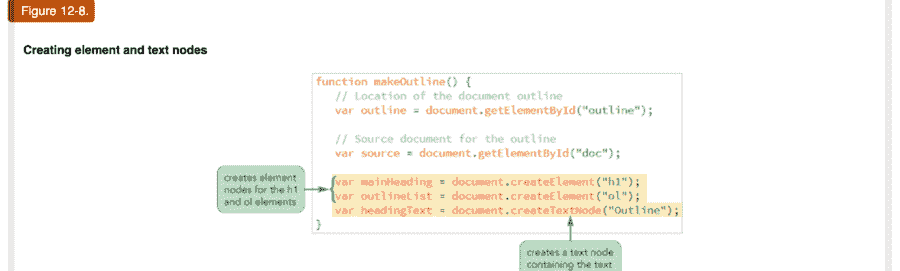 Figure 12-8.
Creating element and text nodes
function makeOutline() {
// Location of the document outline
var outline = document.getElementById("outline");
// Source document for the outline
var source = document.getElementById("doc");
creates element
nodes for the h1
and ol elements
var mainHeading = document.createElement("h1");
var outlineList = document.createElement("ol");
var headingText = document.createTextNode("Outline");
}
creates a text node
containing the text